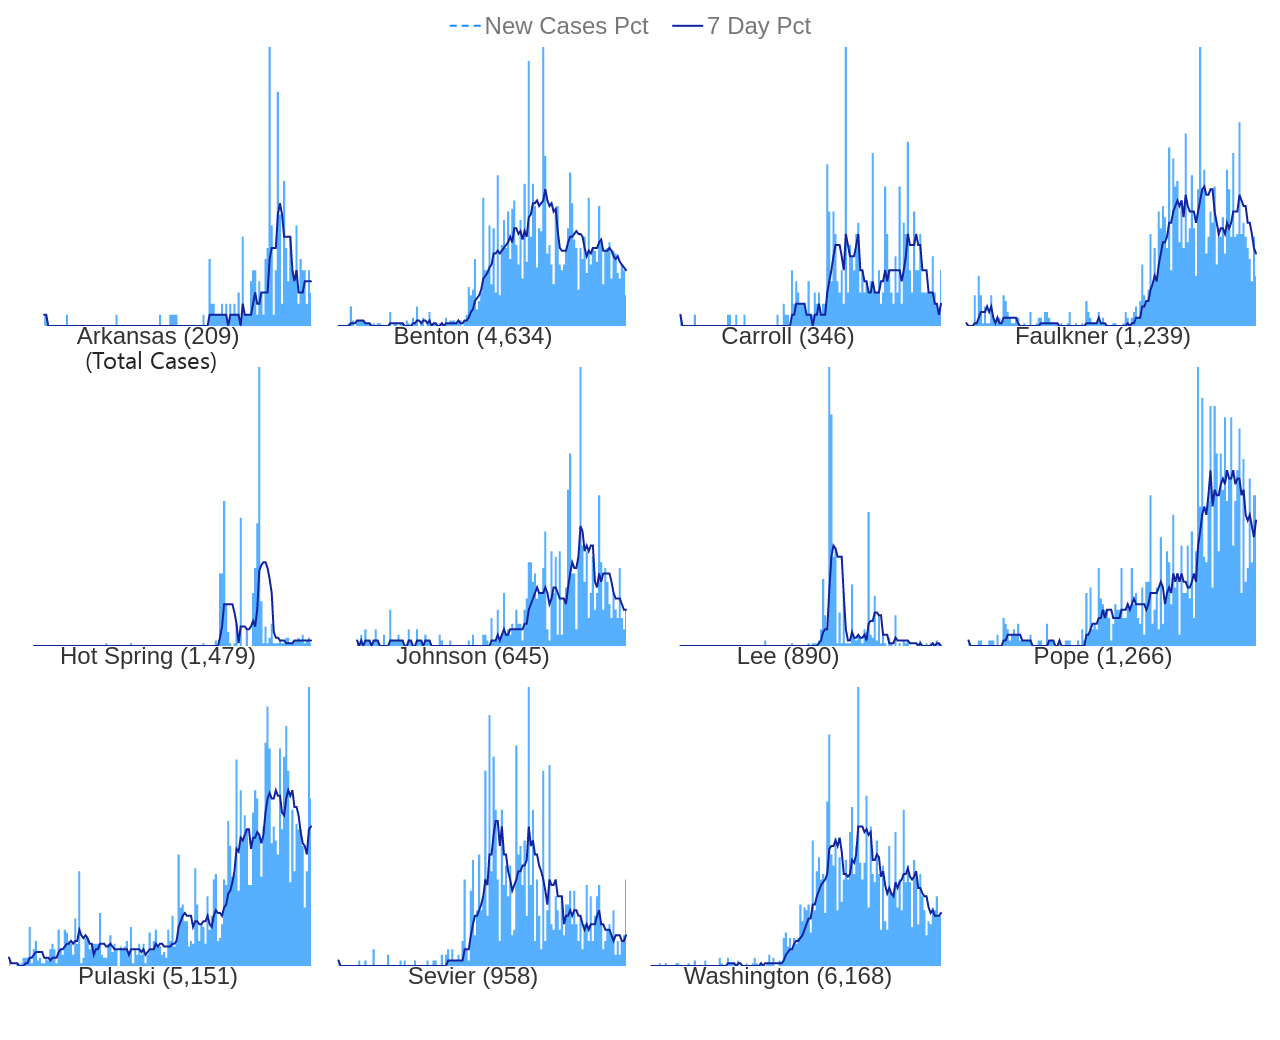 New Cases Pct 7 Day Pct
Arkansas (209) Benton (4,634) Carroll (346) Faulkner (1,239)
(Total Cases)
Hot Spring (1,479) Johnson (645) Lee (890) Pope (1,266)
Pulaski (5,151) Sevier (958) Washington (6,168)